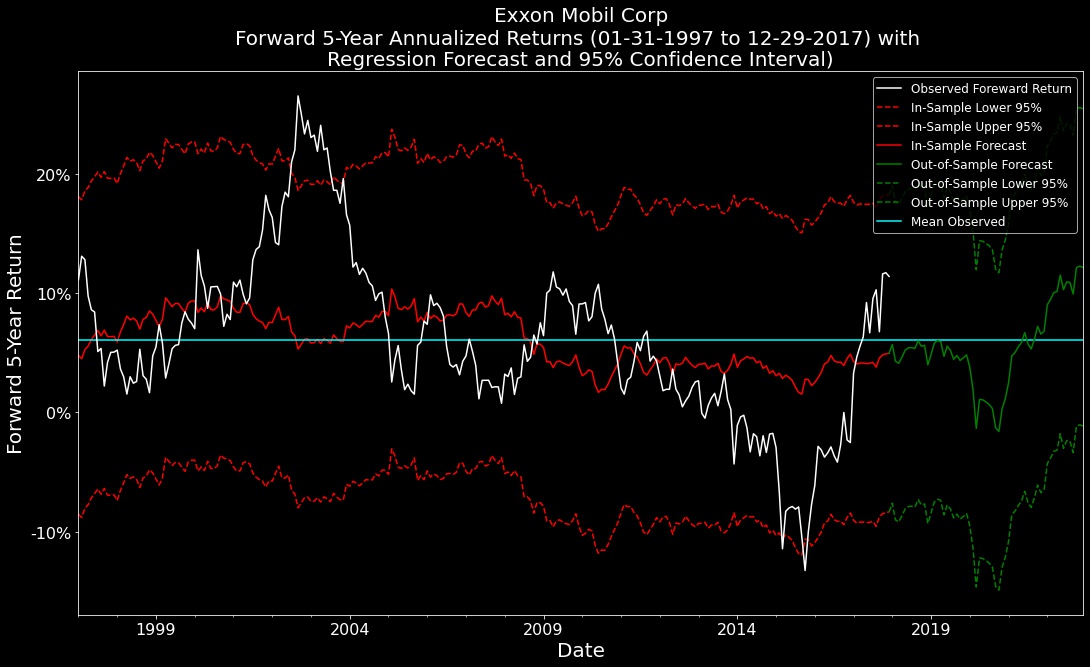 Exxon Mobil Corp
Forward 5-Year Annualized Returns (01-31-1997 to 12-29-2017) with
Regression Forecast and 95% Confidence Interval)
Observed Foreward Return
In-Sample Lower 95%
In-Sample Upper 95%
In-Sample Forecast
Out-of-Sample Forecast
Out-of-Sample Lower 95%
Out-of-Sample Upper 95%
Mean Observed
Forward 5-Year Return
20%
10%
0%
-10%
1999
2004
2009
2014
2019
Date